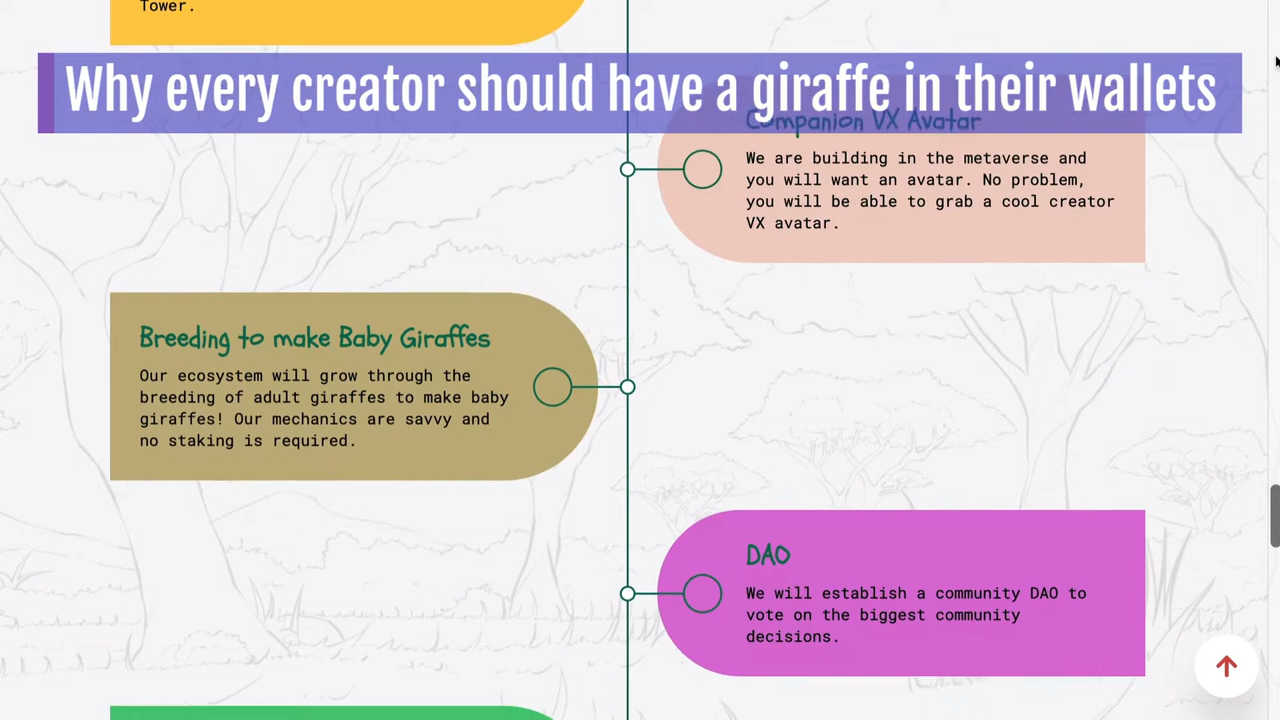 Tower.
Why every creator should have a giraffe in their wallets
Companion VX Avatar
We are building in the metaverse and
you will want an avatar. No problem,
you will be able to grab a cool creator
VX avatar.
Breeding to make Baby Giraffes
Our ecosystem will grow through the
breeding of adult giraffes to make baby
giraffes! Our mechanics are savvy and
no staking is required.
DAO
We will establish a community DAO to
vote on the biggest community
decisions.